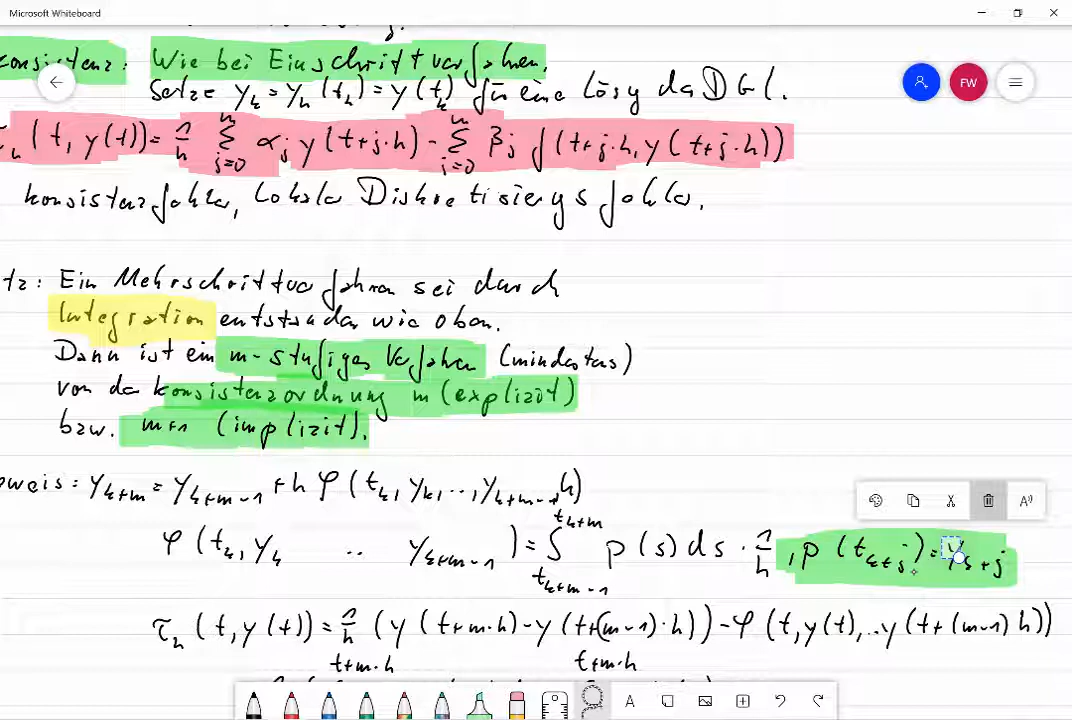 Microsoft Whiteboard
Konsistenz: Wie bei Einschrittverfahren.
Setze y_k = y_h(t_k) = y(t_k) für eine Lösg der DGL.
τ_h(t, y(t)) = 1/h Σ_{j=0}^{m} α_j y(t+j·h) - Σ_{j=0}^{m} β_j f(t+j·h, y(t+j·h))
Konsistenzfehler, lokaler Diskretisierungsfehler.
Satz: Ein Mehrschrittverfahren sei durch
Integration entstanden wie oben.
Dann ist ein m-stufiges Verfahren (mindestens)
von der Konsistenzordnung m (explizit)
bzw. m+1 (implizit).
Beweis: y_{k+m} = y_{k+m-1} + h φ(t_k, y_k, .., y_{k+m-1}, h)
φ(t_k, y_k .. y_{k+m-1}) = ∫_{t_{k+m-1}}^{t_{k+m}} p(s) ds · 1/h, p(t_{k+j}) = y_{k+j}
τ_h(t, y(t)) = 1/h (y(t+m·h) - y(t+(m-1)·h)) - φ(t, y(t), .. y(t+(m-1)h))
t+m·h t+m·h
FW